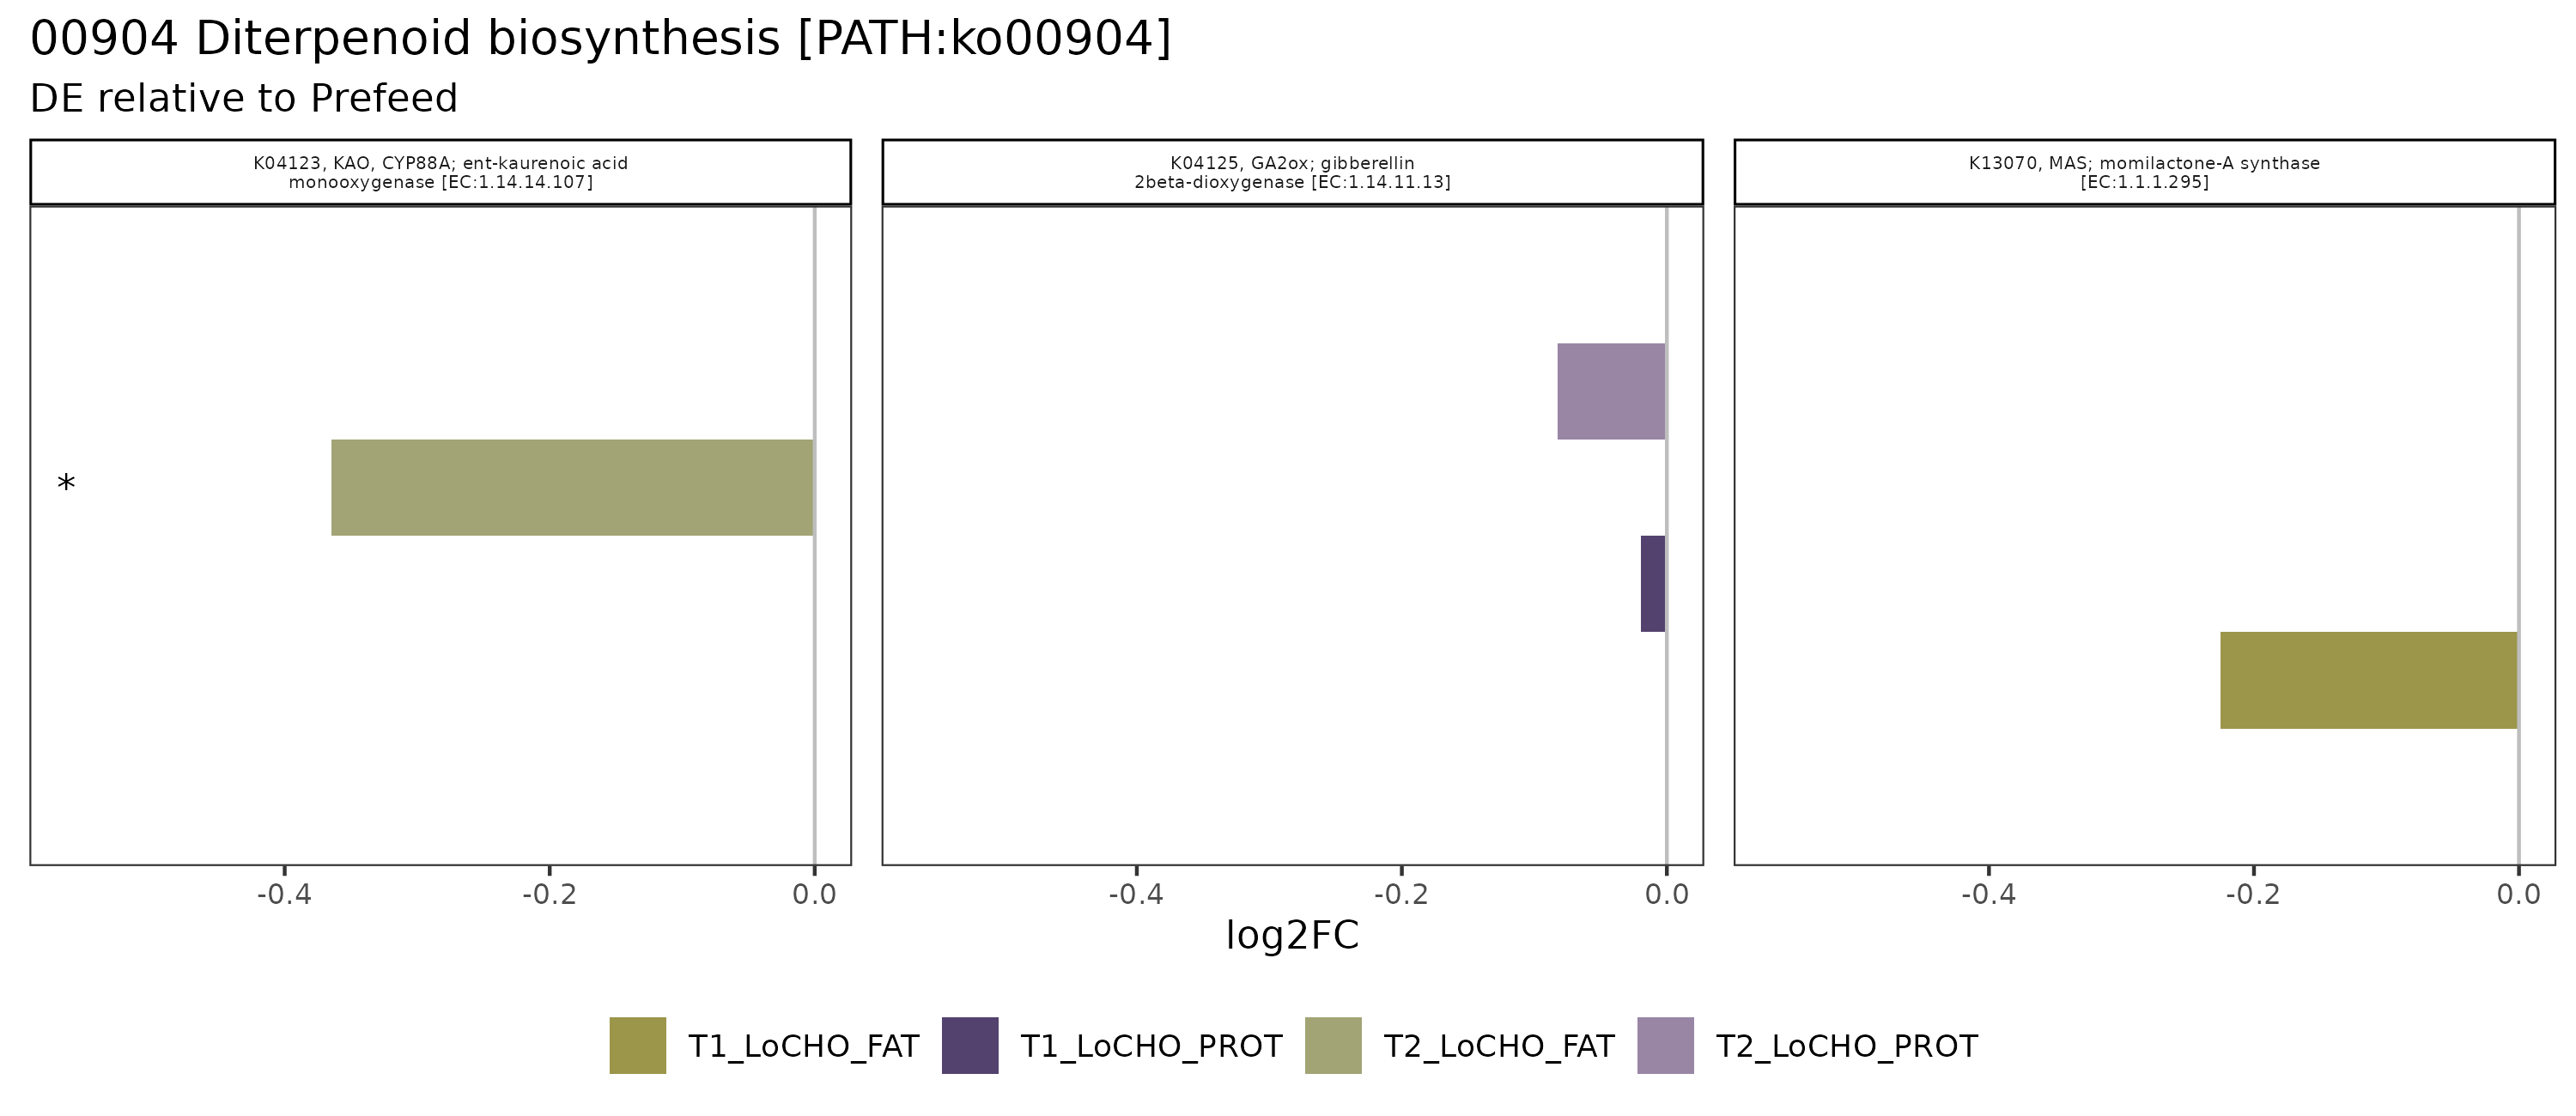 00904 Diterpenoid biosynthesis [PATH:ko00904]
DE relative to Prefeed
K04123, KAO, CYP88A; ent-kaurenoic acid
monooxygenase [EC:1.14.14.107]
K04125, GA2ox; gibberellin
2beta-dioxygenase [EC:1.14.11.13]
K13070, MAS; momilactone-A synthase
[EC:1.1.1.295]
*
-0.4 -0.2 0.0
-0.4 -0.2 0.0
-0.4 -0.2 0.0
log2FC
T1_LoCHO_FAT T1_LoCHO_PROT T2_LoCHO_FAT T2_LoCHO_PROT